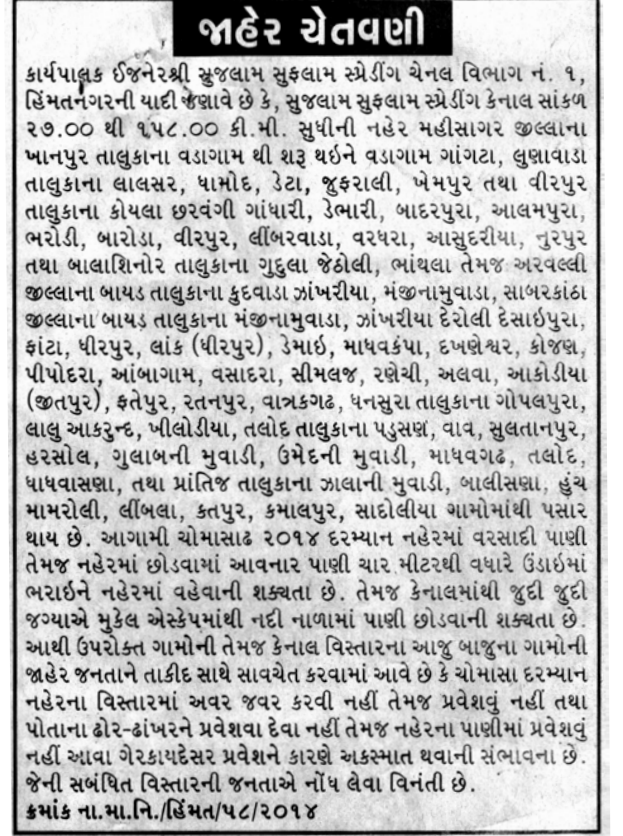 જાહેર ચેતવણી
કાર્યપાલક ઈજનેરશ્રી સુજલામ સુફલામ સ્પ્રેડીંગ ચેનલ વિભાગ નં. ૧,
હિંમતનગરની યાદી જણાવે છે કે, સુજલામ સુફલામ સ્પ્રેડીંગ કેનાલ સાંકળ
૨૭.૦૦ થી ૧૫૮.૦૦ કી.મી. સુધીની નહેર મહીસાગર જીલ્લાના
ખાનપુર તાલુકાના વડાગામ થી શરૂ થઇને વડાગામ ગાંગટા, લુણાવાડા
તાલુકાના લાલસર, ધામોદ, ડેટા, જુફરાલી, ખેમપુર તથા વીરપુર
તાલુકાના કોયલા છરવંગી ગાંધારી, ડેભારી, બાદરપુરા, આલમપુરા,
ભરોડી, બારોડા, વીરપુર, લીંબરવાડા, વરધરા, આસુદરીયા, નુરપુર
તથા બાલાશિનોર તાલુકાના ગુદુલા જેઠોલી, ભાંથલા તેમજ અરવલ્લી
જીલ્લાના બાયડ તાલુકાના કુદવાડા ઝાંખરીયા, મંજીનામુવાડા, સાબરકાંઠા
જીલ્લાના બાયડ તાલુકાના મંજીનામુવાડા, ઝાંખરીયા દેરોલી દેસાઇપુરા,
ફાંટા, ધીરપુર, લાંક (ધીરપુર), ડેમાઇ, માધવકંપા, દખણેશ્વર, કોજણ,
પીપોદરા, આંબાગામ, વસાદરા, સીમલજ, રણેચી, અલવા, આકોડીયા
(જીતપુર), ફતેપુર, રતનપુર, વાત્રકગઢ, ધનસુરા તાલુકાના ગોપલપુરા,
લાલુ આકરુન્દ, ખીલોડીયા, તલોદ તાલુકાના પડુસણ, વાવ, સુલતાનપુર,
હરસોલ, ગુલાબની મુવાડી, ઉમેદની મુવાડી, માધવગઢ, તલોદ,
ધાધવાસણા, તથા પ્રાંતિજ તાલુકાના ઝાલાની મુવાડી, બાલીસણા, હુંચ
મામરોલી, લીંબલા, કતપુર, કમાલપુર, સાદોલીયા ગામોમાંથી પસાર
થાય છે. આગામી ચોમાસાઢ ૨૦૧૪ દરમ્યાન નહેરમાં વરસાદી પાણી
તેમજ નહેરમાં છોડવામાં આવનાર પાણી ચાર મીટરથી વધારે ઉંડાઇમાં
ભરાઇને નહેરમાં વહેવાની શક્યતા છે. તેમજ કેનાલમાંથી જુદી જુદી
જગ્યાએ મુકેલ એસ્કેપમાંથી નદી નાળામાં પાણી છોડવાની શક્યતા છે.
આથી ઉપરોક્ત ગામોની તેમજ કેનાલ વિસ્તારના આજુ બાજુના ગામોની
જાહેર જનતાને તાકીદ સાથે સાવચેત કરવામાં આવે છે કે ચોમાસા દરમ્યાન
નહેરના વિસ્તારમાં અવર જવર કરવી નહીં તેમજ પ્રવેશવું નહીં તથા
પોતાના ઢોર-ઢાંખરને પ્રવેશવા દેવા નહીં તેમજ નહેરના પાણીમાં પ્રવેશવું
નહીં આવા ગેરકાયદેસર પ્રવેશને કારણે અકસ્માત થવાની સંભાવના છે.
જેની સબંધિત વિસ્તારની જનતાએ નોંધ લેવા વિનંતી છે.
ક્રમાંક ના.મા.નિ./હિંમત/૫૮/૨૦૧૪